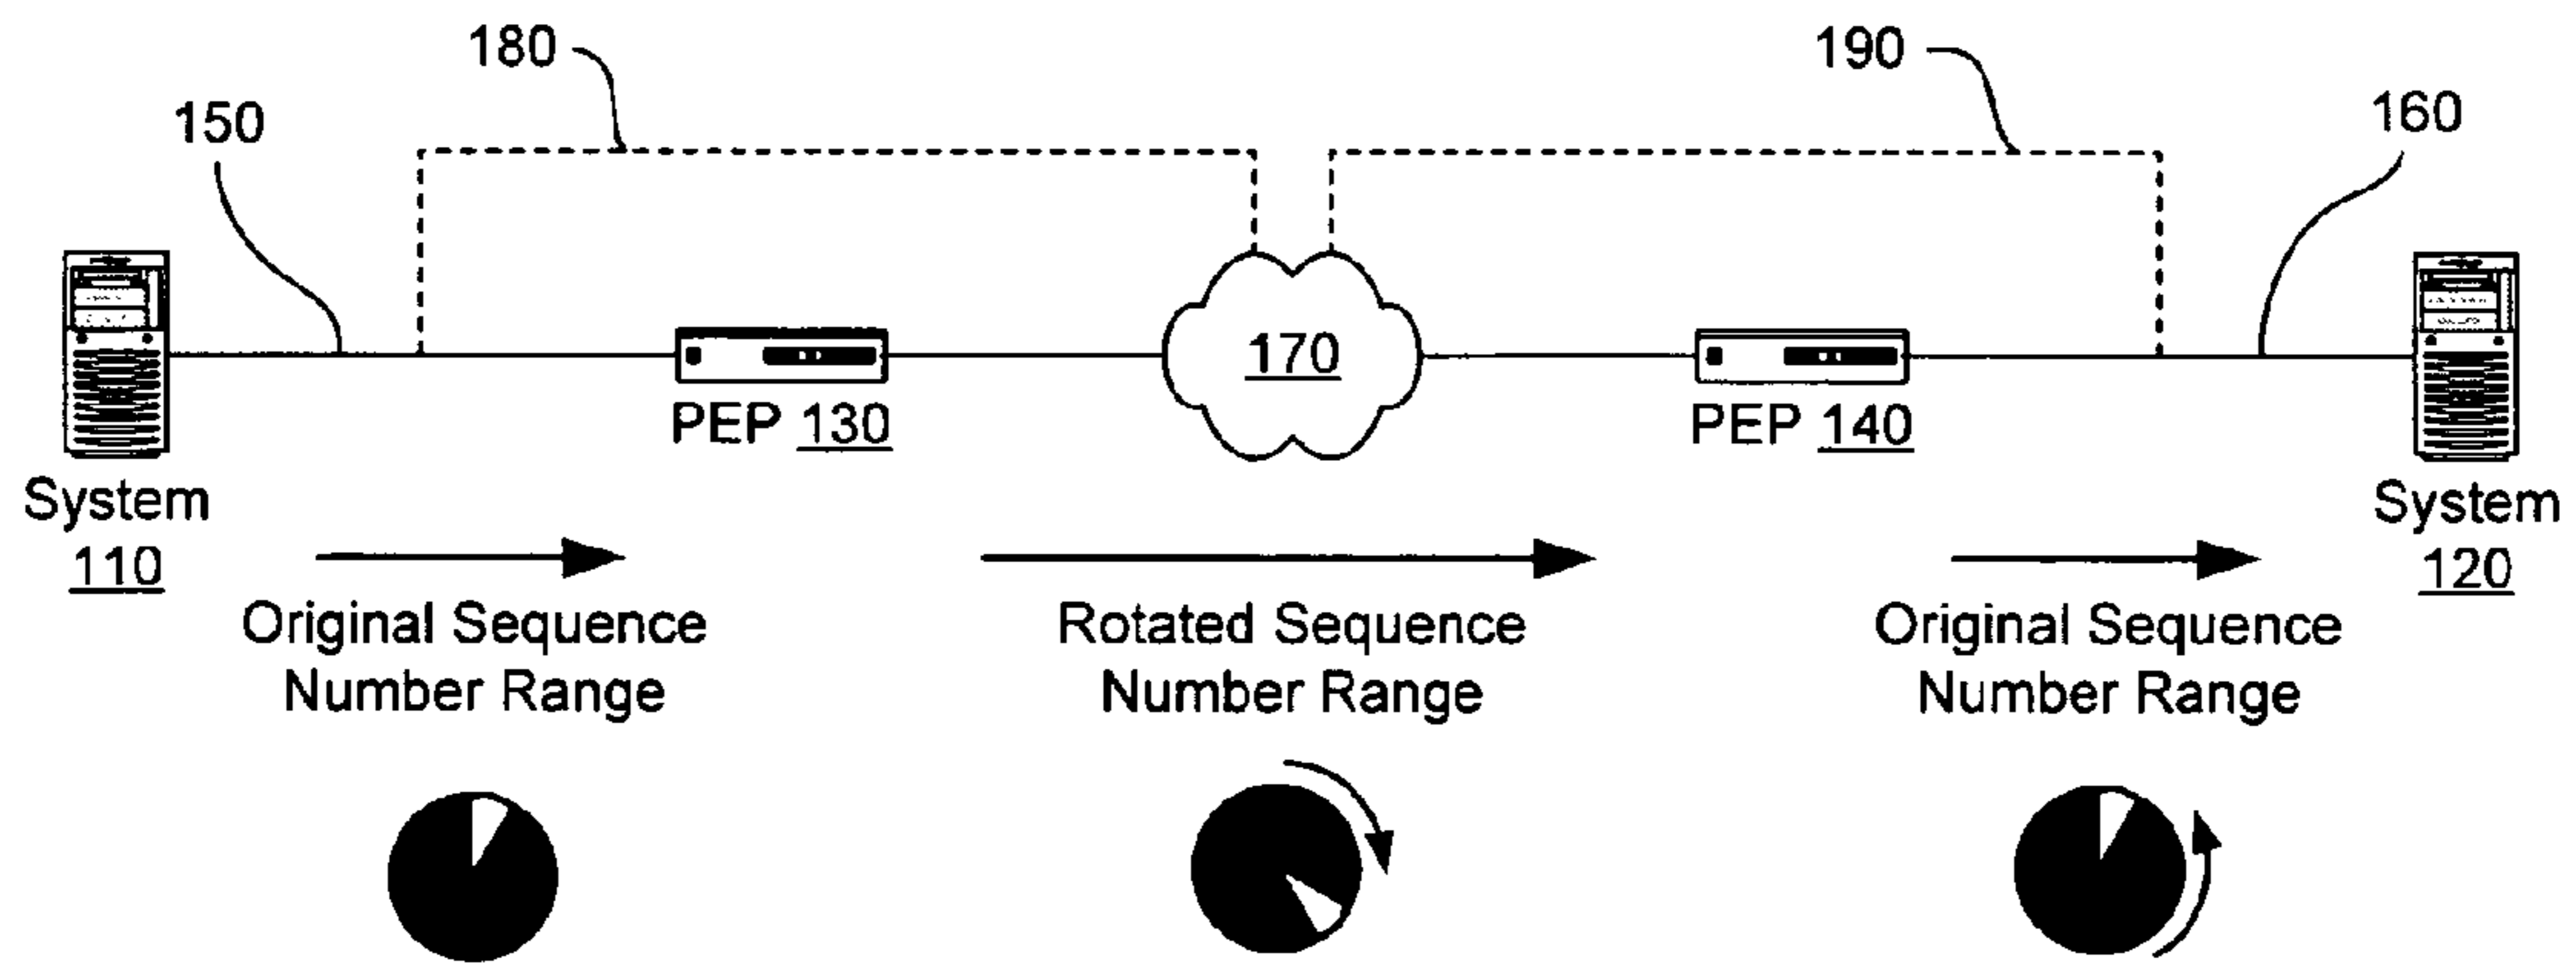 180
190
150
160
170
PEP 130
PEP 140
System
110
System
120
Original Sequence
Number Range
Rotated Sequence
Number Range
Original Sequence
Number Range